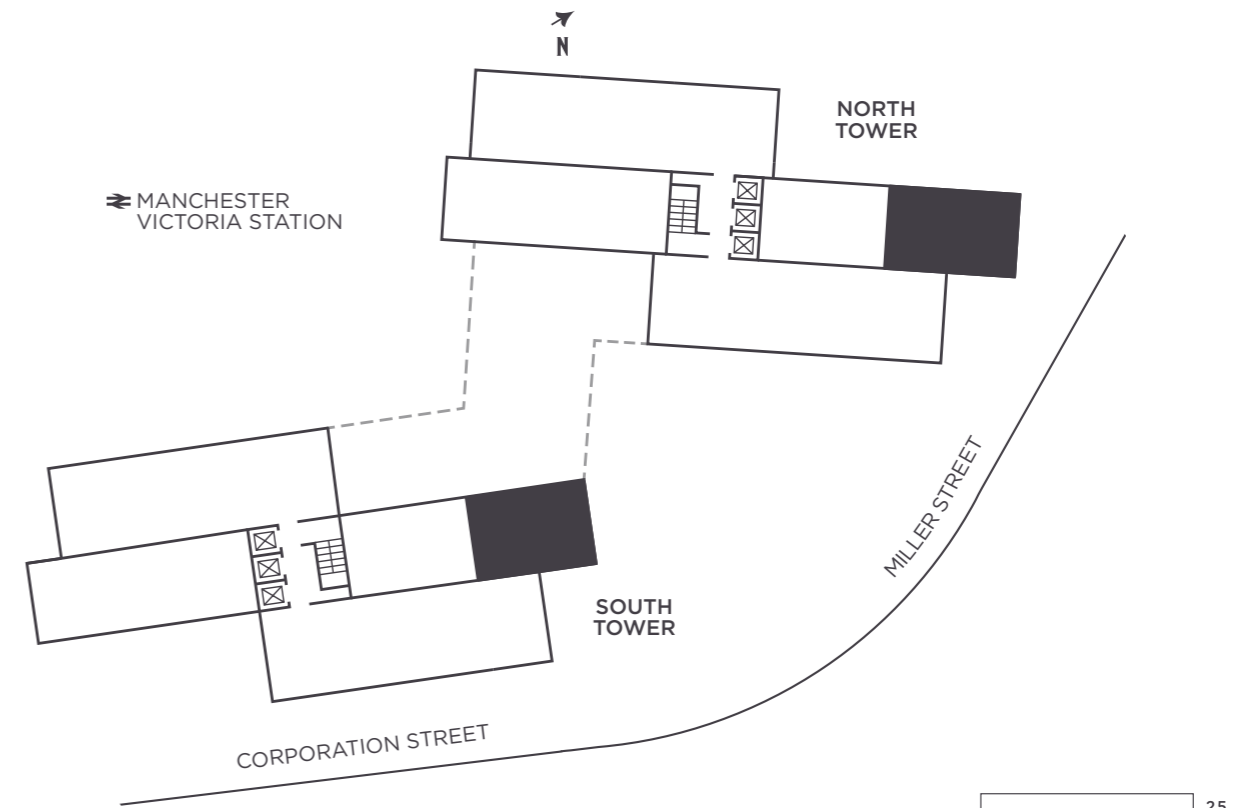 N
NORTH
TOWER
MANCHESTER
VICTORIA STATION
MILLER STREET
SOUTH
TOWER
CORPORATION STREET
25